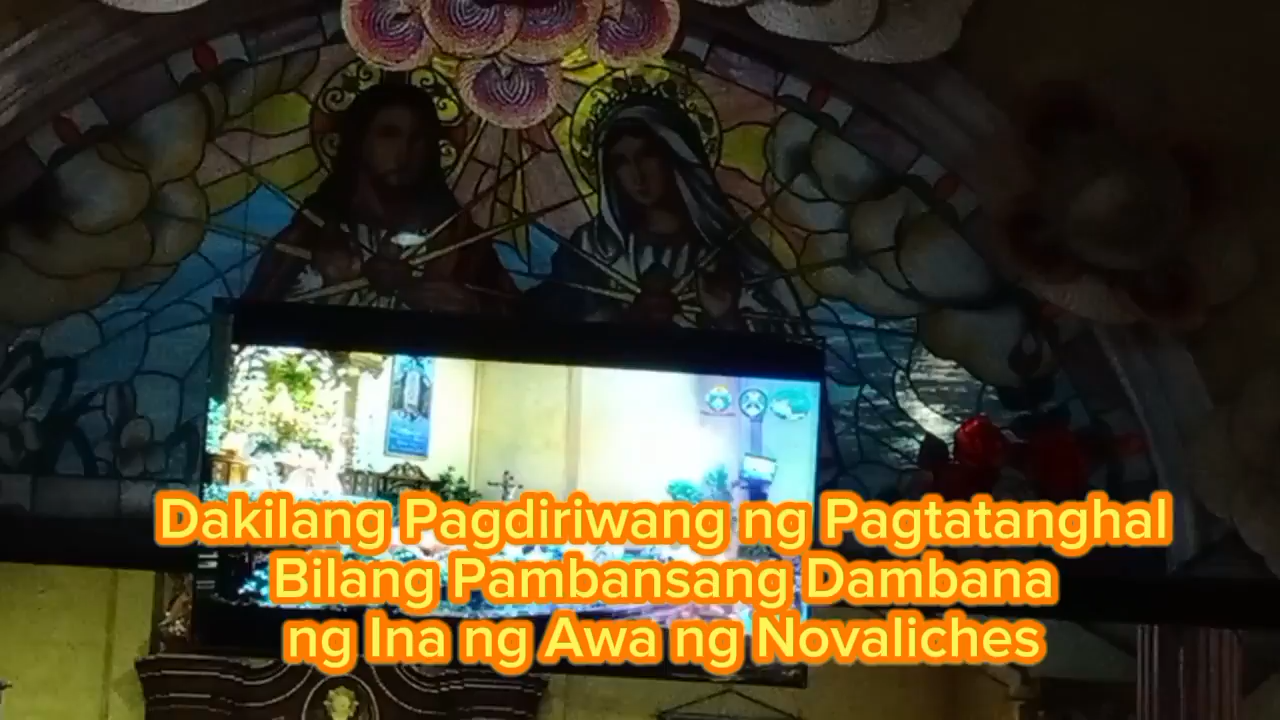 Dakilang Pagdiriwang ng Pagtatanghal
Bilang Pambansang Dambana
ng Ina ng Awa ng Novaliches